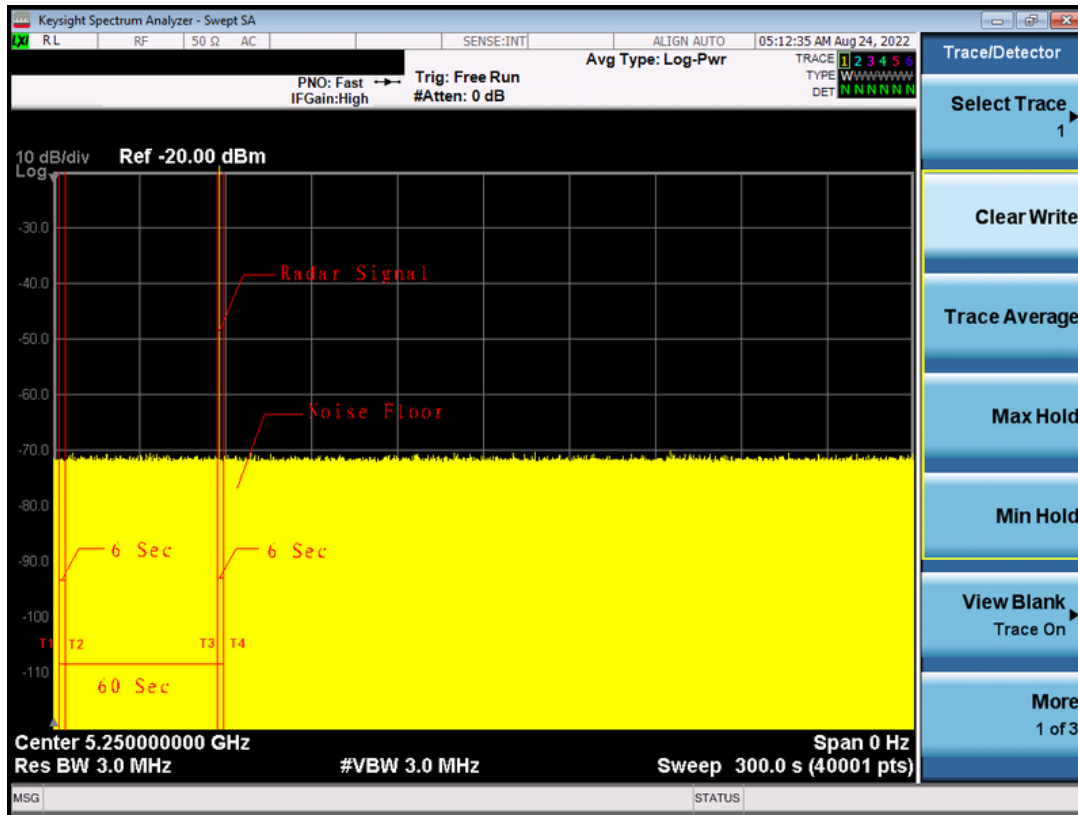 Keysight Spectrum Analyzer - Swept SA
LXI RL RF 50 Ω AC SENSE:INT ALIGN AUTO 05:12:35 AM Aug 24, 2022
PNO: Fast Trig: Free Run Avg Type: Log-Pwr TRACE 1 2 3 4 5 6
IFGain:High #Atten: 0 dB TYPE WWWWWW
DET N N N N N N
10 dB/div Ref -20.00 dBm
Log
-30.0
Radar Signal
-40.0
-50.0
-60.0
Noise Floor
-70.0
-80.0
6 Sec 6 Sec
-90.0
-100
T1 T2 T3 T4
-110
60 Sec
Center 5.250000000 GHz Span 0 Hz
Res BW 3.0 MHz #VBW 3.0 MHz Sweep 300.0 s (40001 pts)
MSG STATUS
Trace/Detector
Select Trace
1
Clear Write
Trace Average
Max Hold
Min Hold
View Blank
Trace On
More
1 of 3